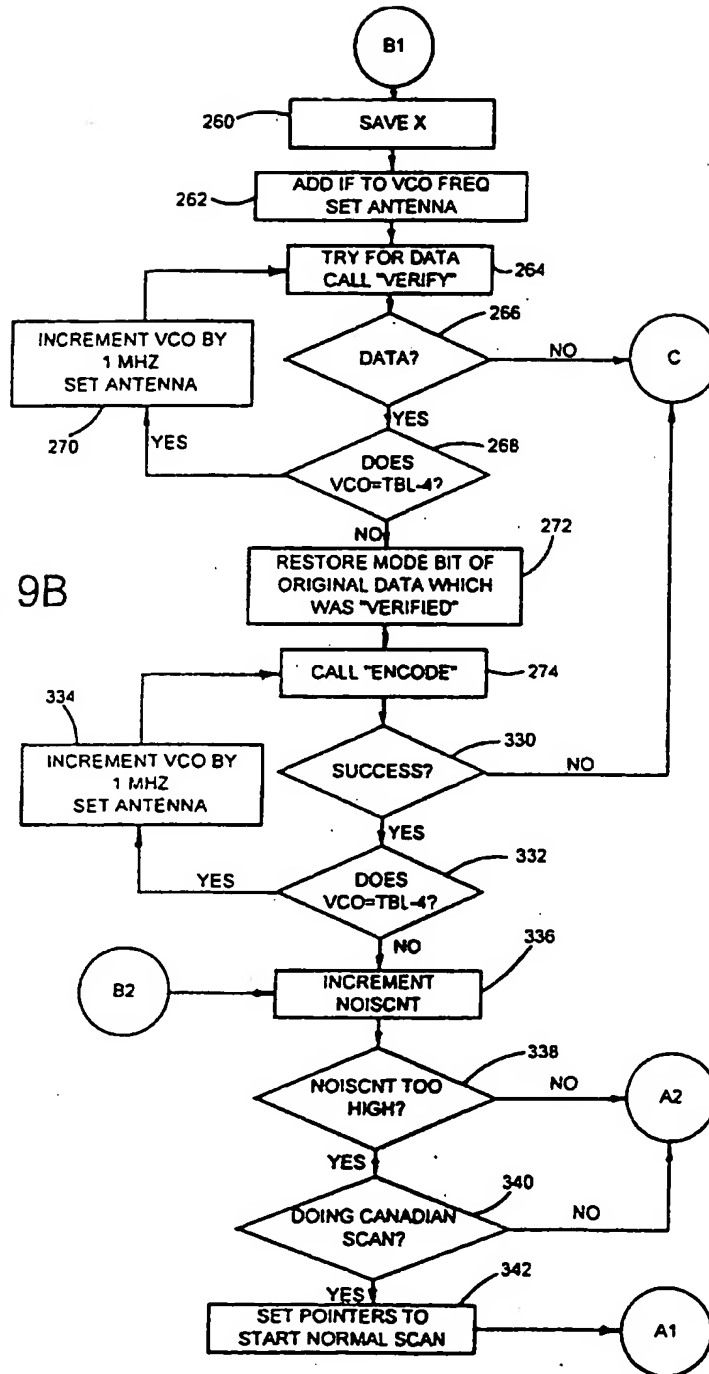 B1
260
SAVE X
262
ADD IF TO VCO FREQ
SET ANTENNA
TRY FOR DATA
CALL "VERIFY"
264
266
INCREMENT VCO BY
1 MHZ
SET ANTENNA
DATA?
NO
C
270
YES
YES
268
DOES
VCO=TBL-4?
NO
272
9B
RESTORE MODE BIT OF
ORIGINAL DATA WHICH
WAS "VERIFIED"
CALL "ENCODE"
274
334
330
INCREMENT VCO BY
1 MHZ
SET ANTENNA
SUCCESS?
NO
YES
332
YES
DOES
VCO=TBL-4?
NO
336
B2
INCREMENT
NOISCNT
338
NOISCNT TOO
HIGH?
NO
A2
YES
340
DOING CANADIAN
SCAN?
NO
YES
342
SET POINTERS TO
START NORMAL SCAN
A1